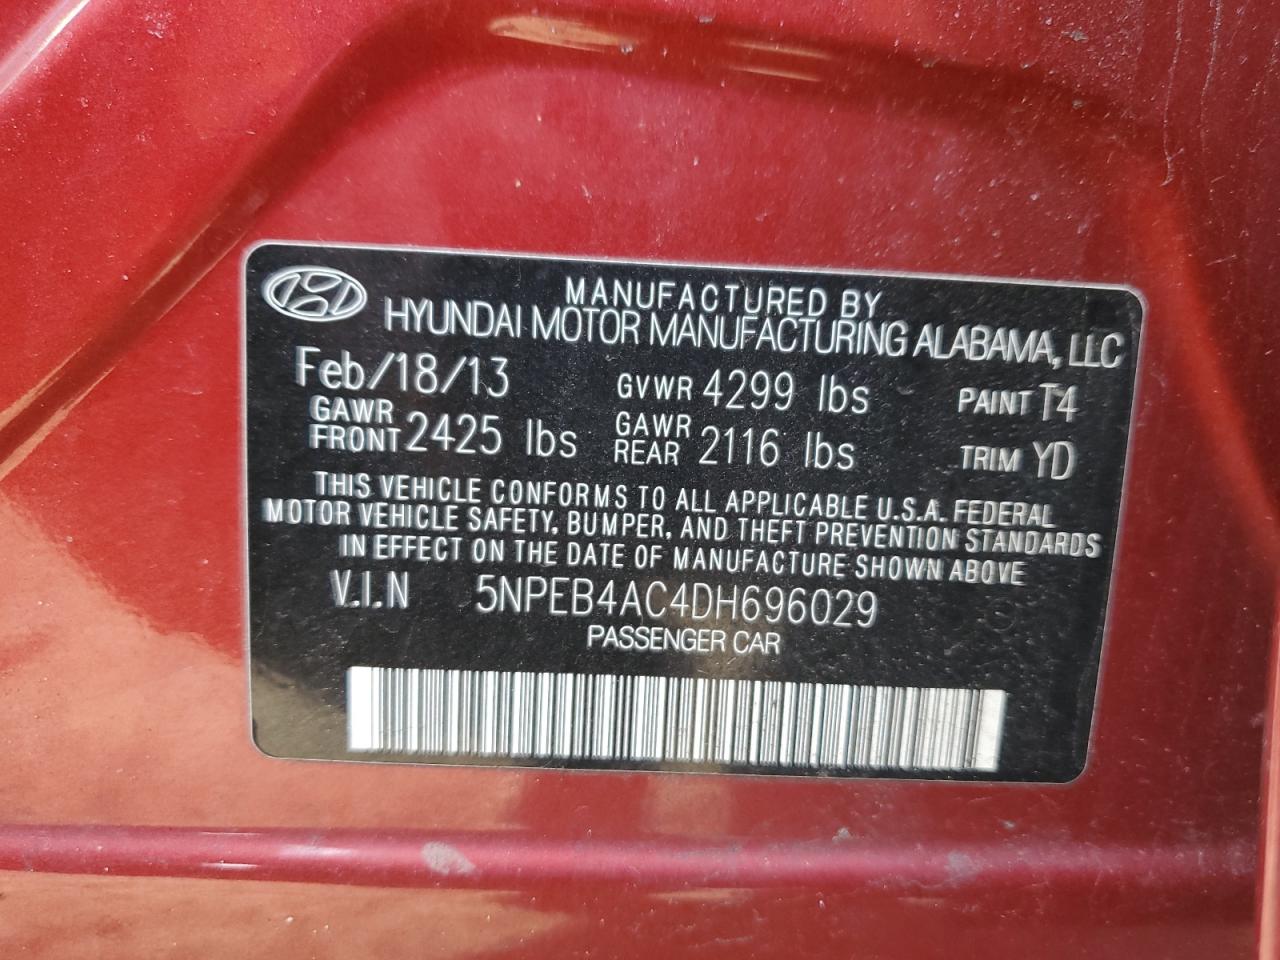 MANUFACTURED BY
HYUNDAI MOTOR MANUFACTURING ALABAMA, LLC
Feb/18/13 GVWR 4299 lbs PAINT T4
GAWR FRONT 2425 lbs GAWR REAR 2116 lbs TRIM YD
THIS VEHICLE CONFORMS TO ALL APPLICABLE U.S.A. FEDERAL
MOTOR VEHICLE SAFETY, BUMPER, AND THEFT PREVENTION STANDARDS
IN EFFECT ON THE DATE OF MANUFACTURE SHOWN ABOVE
V.I.N 5NPEB4AC4DH696029
PASSENGER CAR